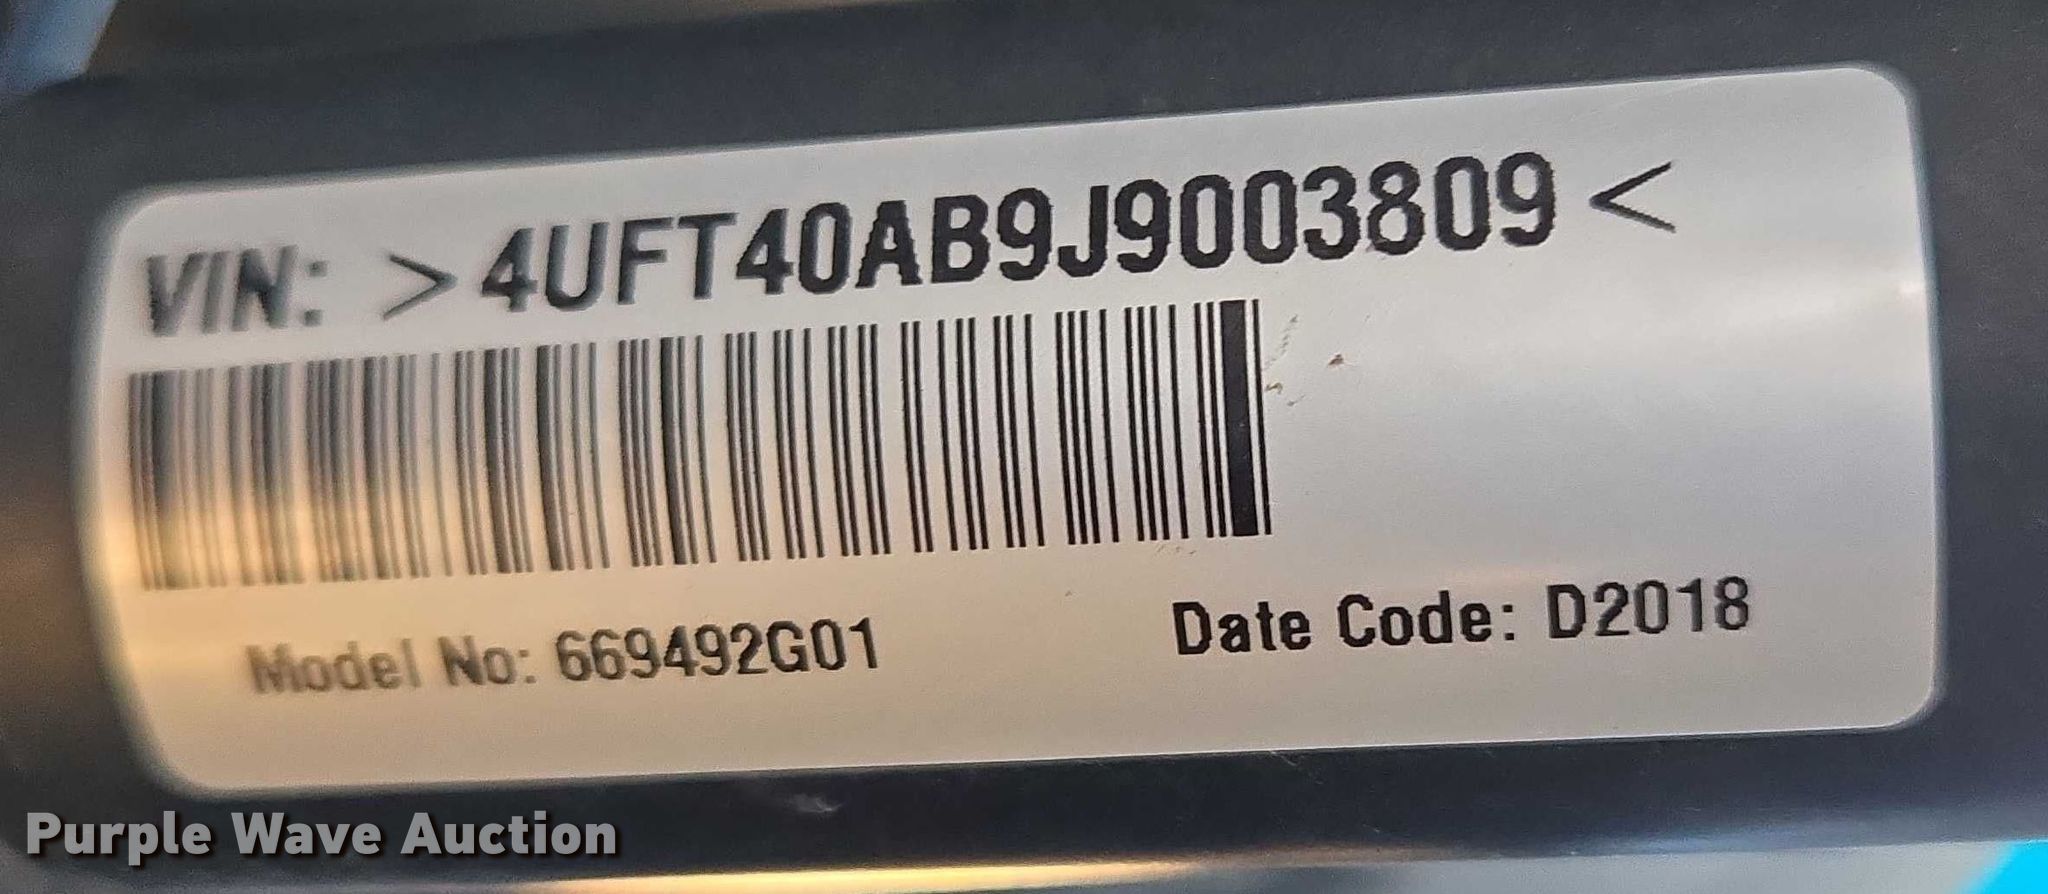 VIN: >4UFT40AB9J9003809<
Model No: 669492G01 Date Code: D2018
Purple Wave Auction